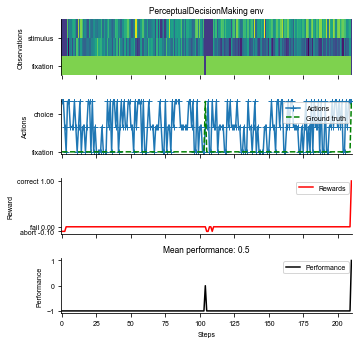 PerceptualDecisionMaking env
Observations
stimulus
fixation
Actions
choice
fixation
Actions
Ground truth
Reward
correct 1.00
fail 0.00
abort -0.10
Rewards
Mean performance: 0.5
Performance
1
0
−1
Performance
0 25 50 75 100 125 150 175 200
Steps